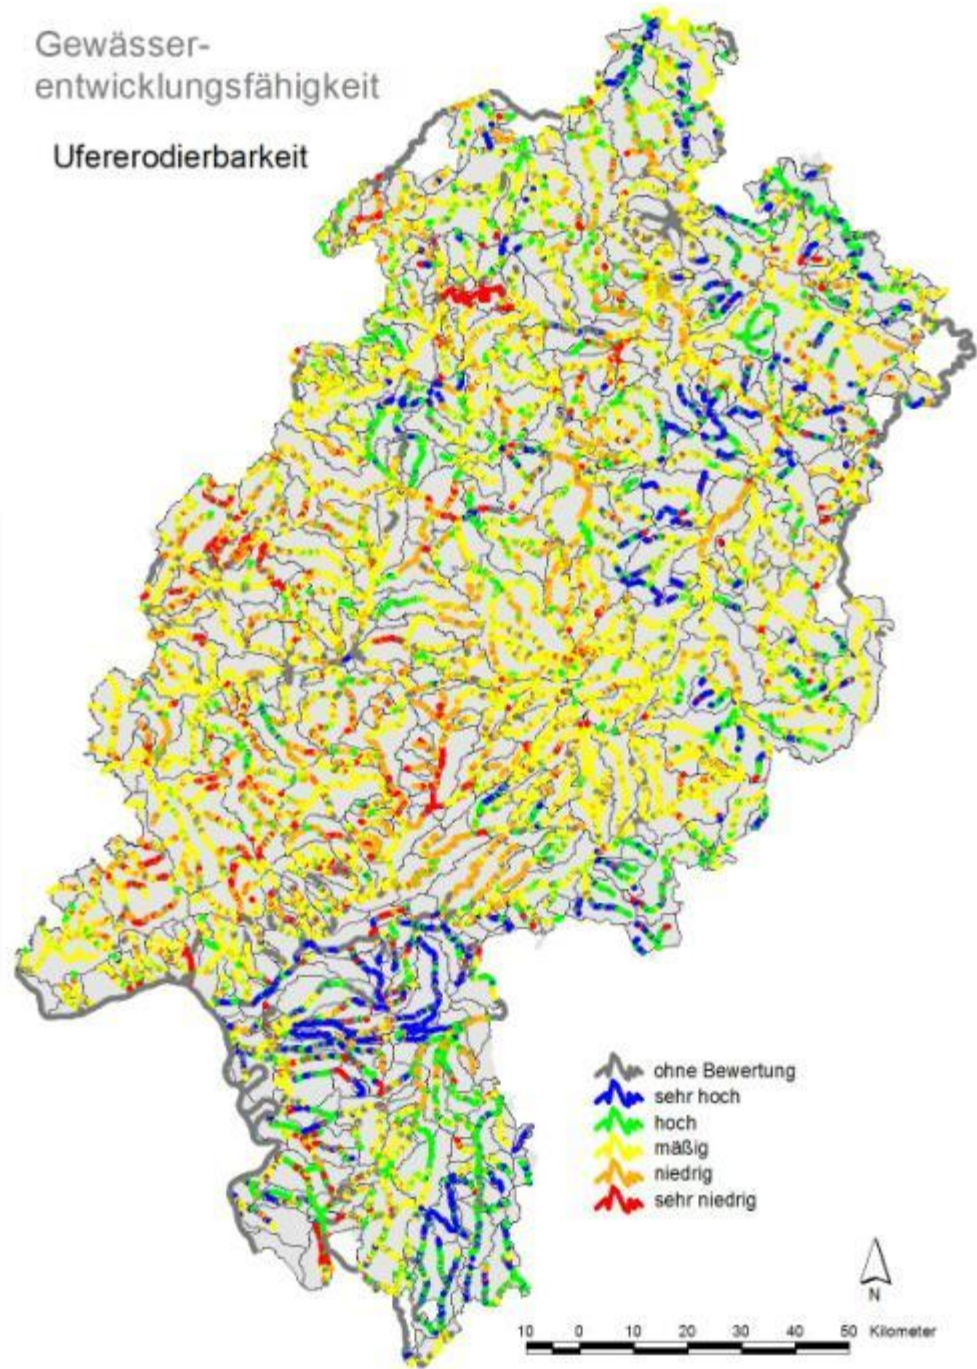 Gewässer-
entwicklungsfähigkeit
Ufererodierbarkeit
ohne Bewertung
sehr hoch
hoch
mäßig
niedrig
sehr niedrig
N
10 0 10 20 30 40 50 Kilometer